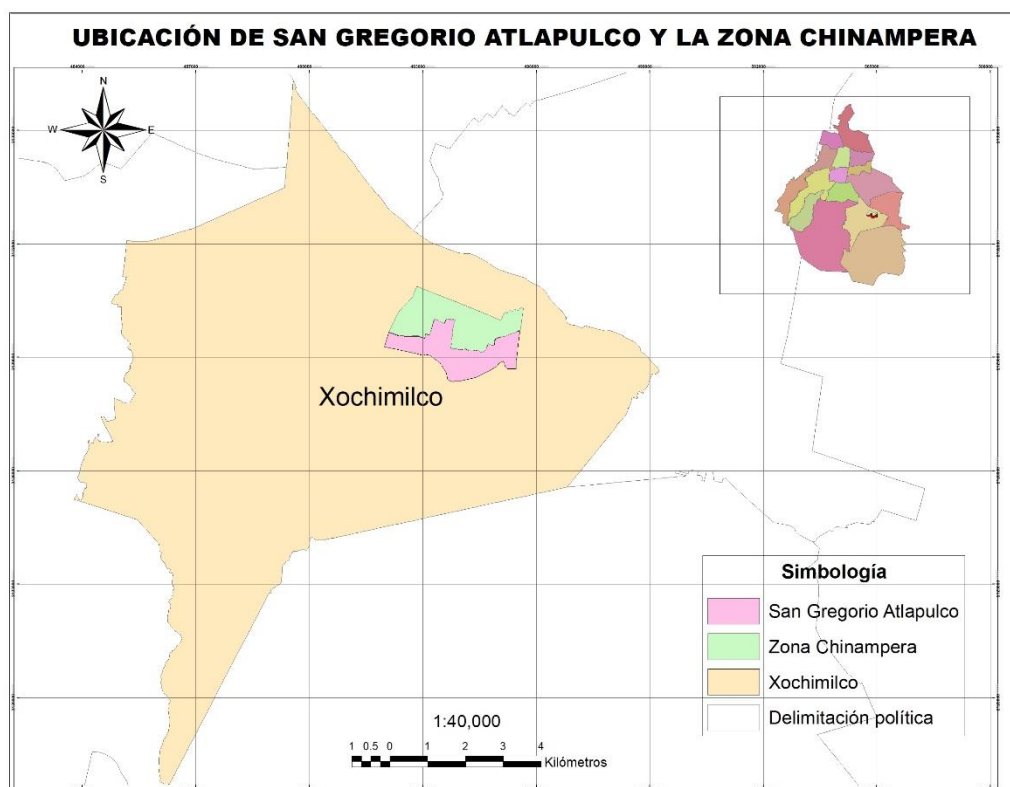 UBICACIÓN DE SAN GREGORIO ATLAPULCO Y LA ZONA CHINAMPERA
N
W E
S
Xochimilco
Simbología
San Gregorio Atlapulco
Zona Chinampera
Xochimilco
Delimitación política
1:40,000
1 0.5 0 1 2 3 4
Kilómetros